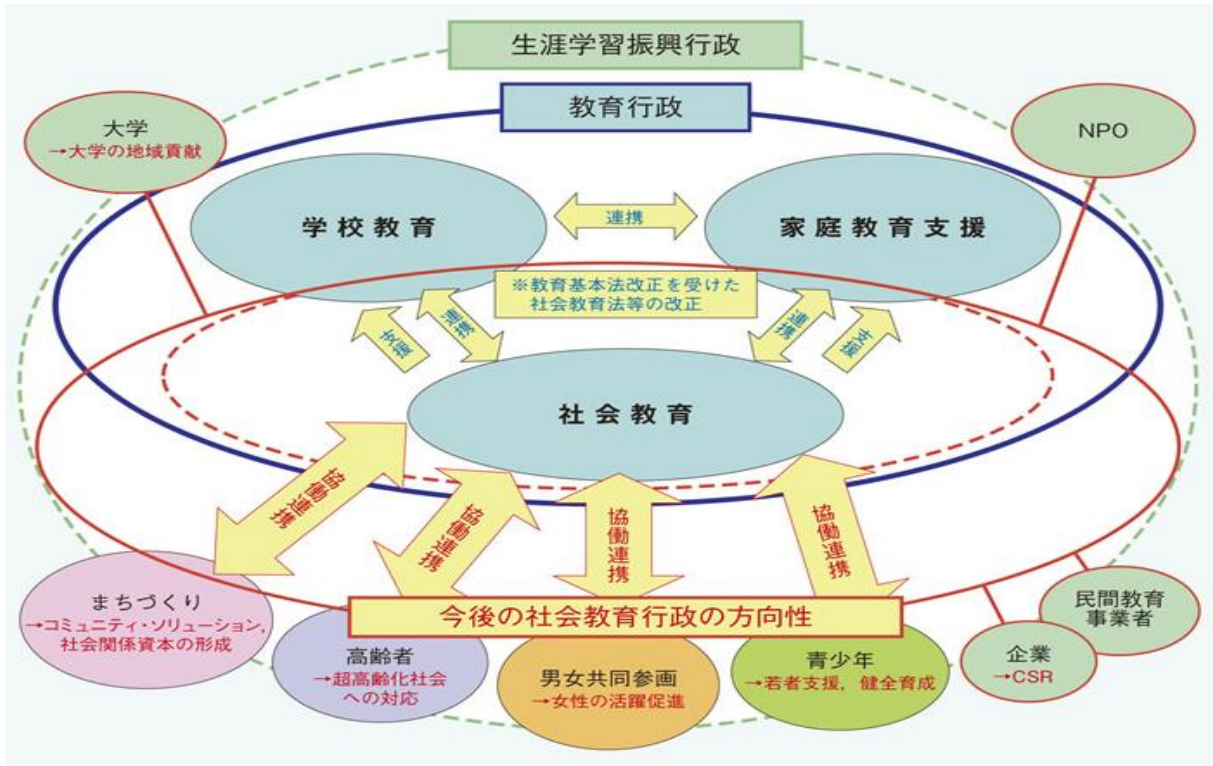 生涯学習振興行政
教育行政
大学
→大学の地域貢献
NPO
学校教育
連携
家庭教育支援
※教育基本法改正を受けた
社会教育法等の改正
支援
連携
連携
支援
社会教育
協働連携
協働連携
協働連携
協働連携
今後の社会教育行政の方向性
まちづくり
→コミュニティ・ソリューション,
社会関係資本の形成
高齢者
→超高齢化社会
への対応
男女共同参画
→女性の活躍促進
青少年
→若者支援,健全育成
企業
→CSR
民間教育
事業者